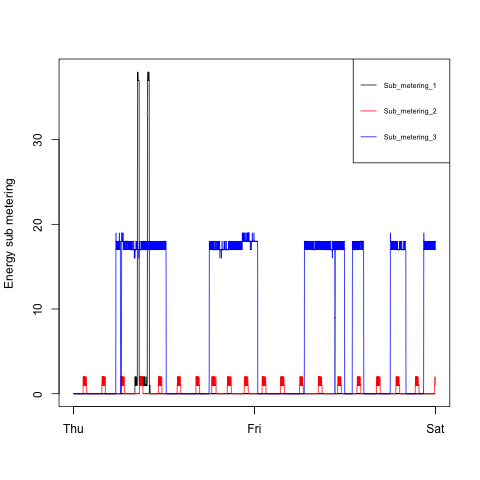 Sub_metering_1
Sub_metering_2
Sub_metering_3
Energy sub metering
30
20
10
0
Thu Fri Sat